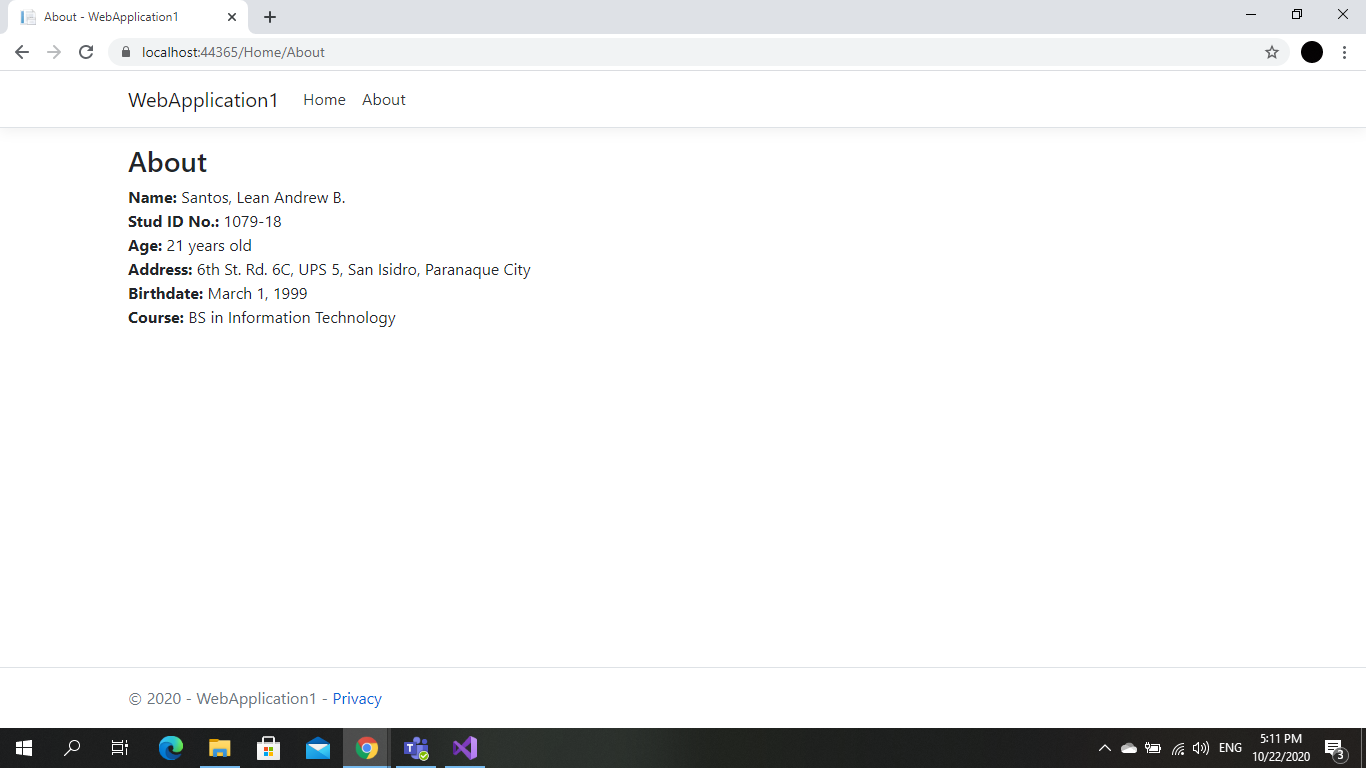 About - WebApplication1
localhost:44365/Home/About
WebApplication1 Home About
About
Name: Santos, Lean Andrew B.
Stud ID No.: 1079-18
Age: 21 years old
Address: 6th St. Rd. 6C, UPS 5, San Isidro, Paranaque City
Birthdate: March 1, 1999
Course: BS in Information Technology
© 2020 - WebApplication1 - Privacy
ENG
5:11 PM
10/22/2020
3